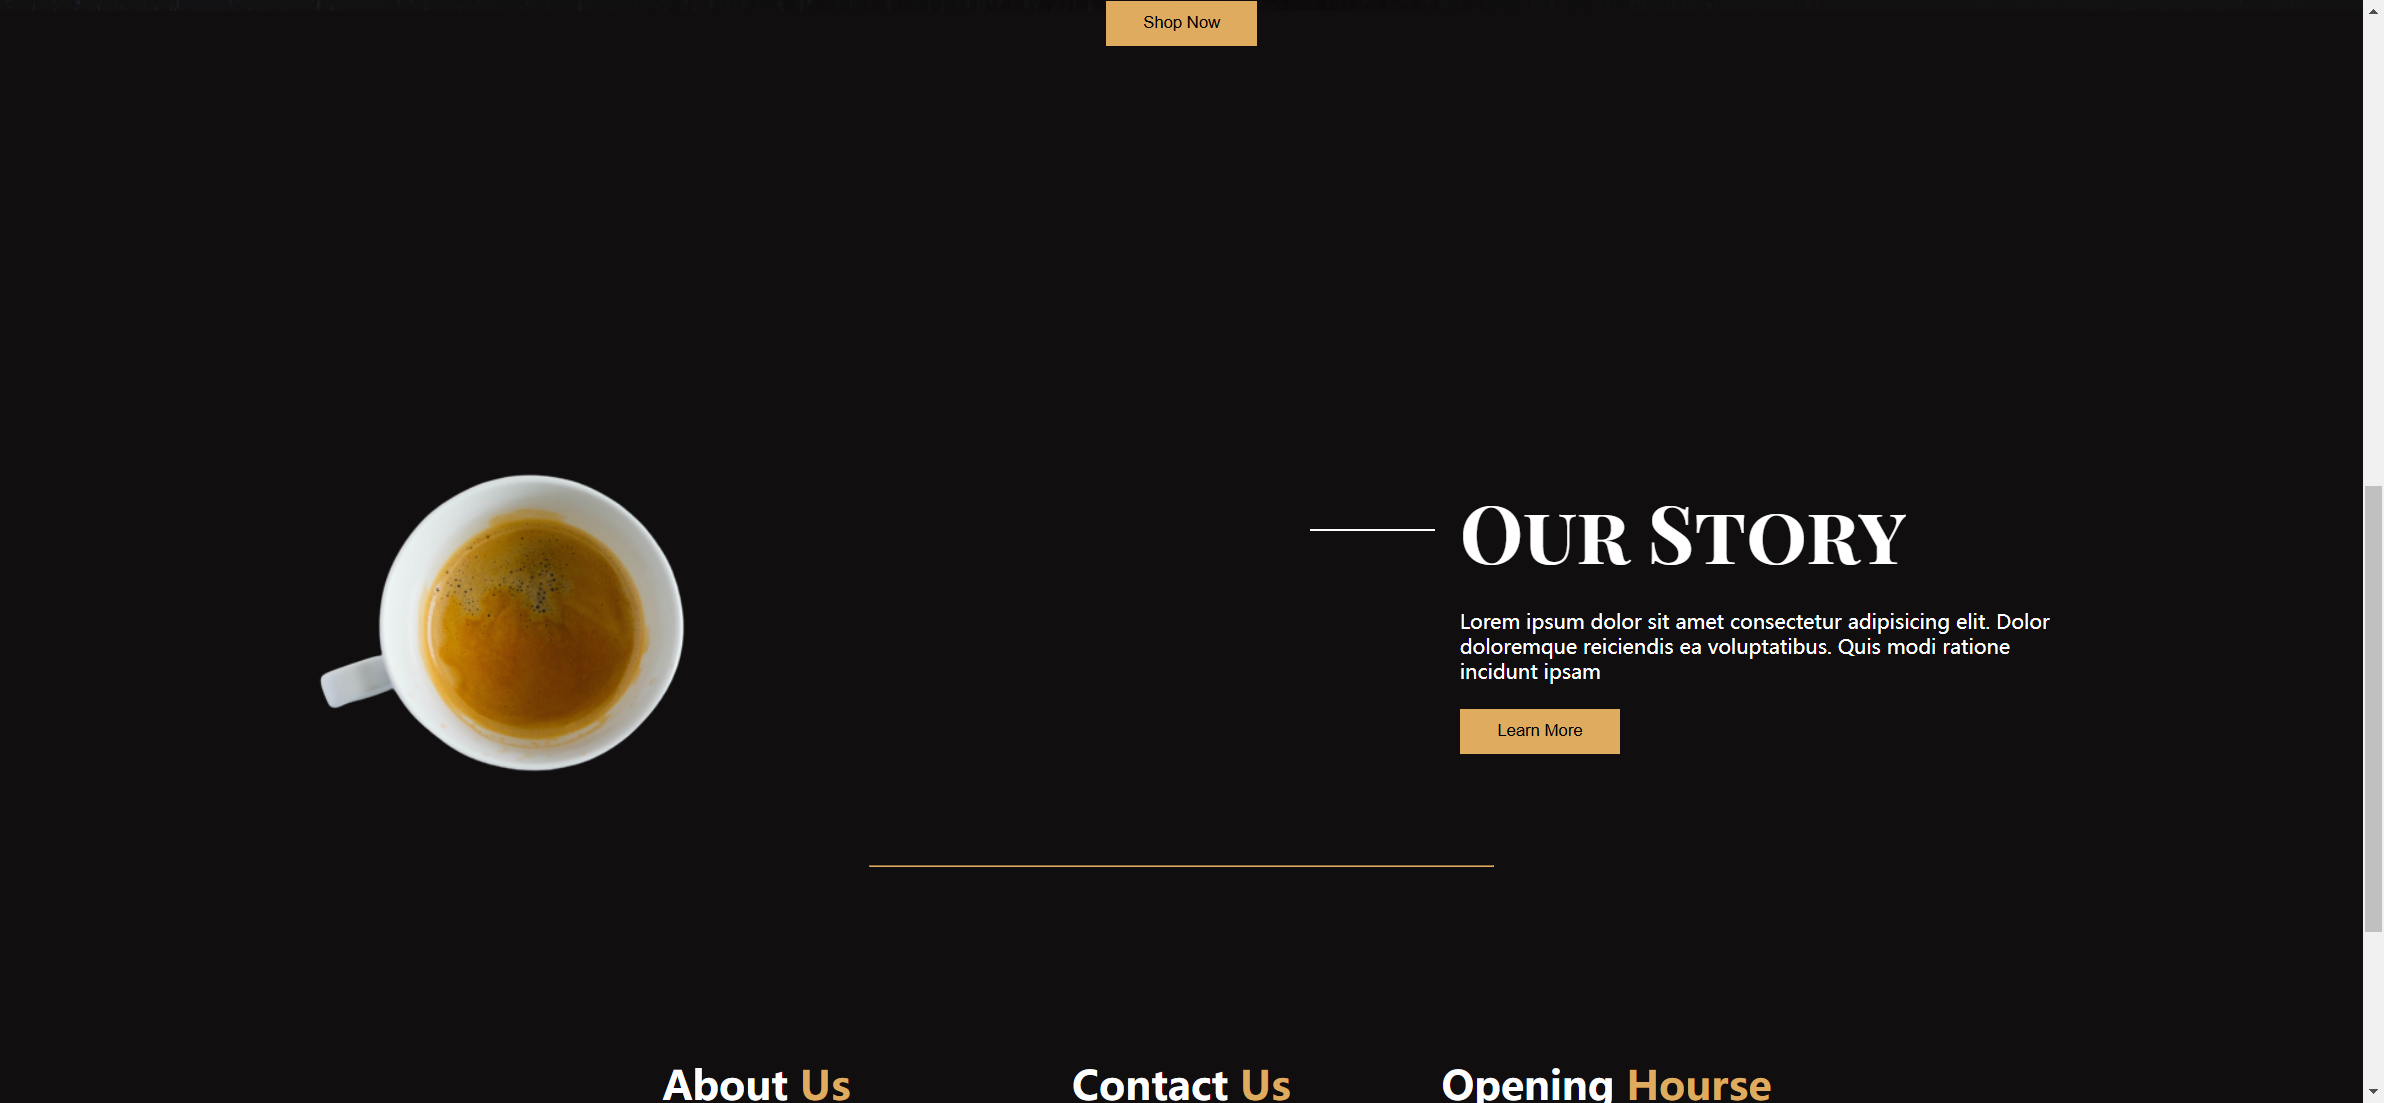 Shop Now
Our Story
Lorem ipsum dolor sit amet consectetur adipisicing elit. Dolor
doloremque reiciendis ea voluptatibus. Quis modi ratione
incidunt ipsam
Learn More
About Us
Contact Us
Opening Hourse